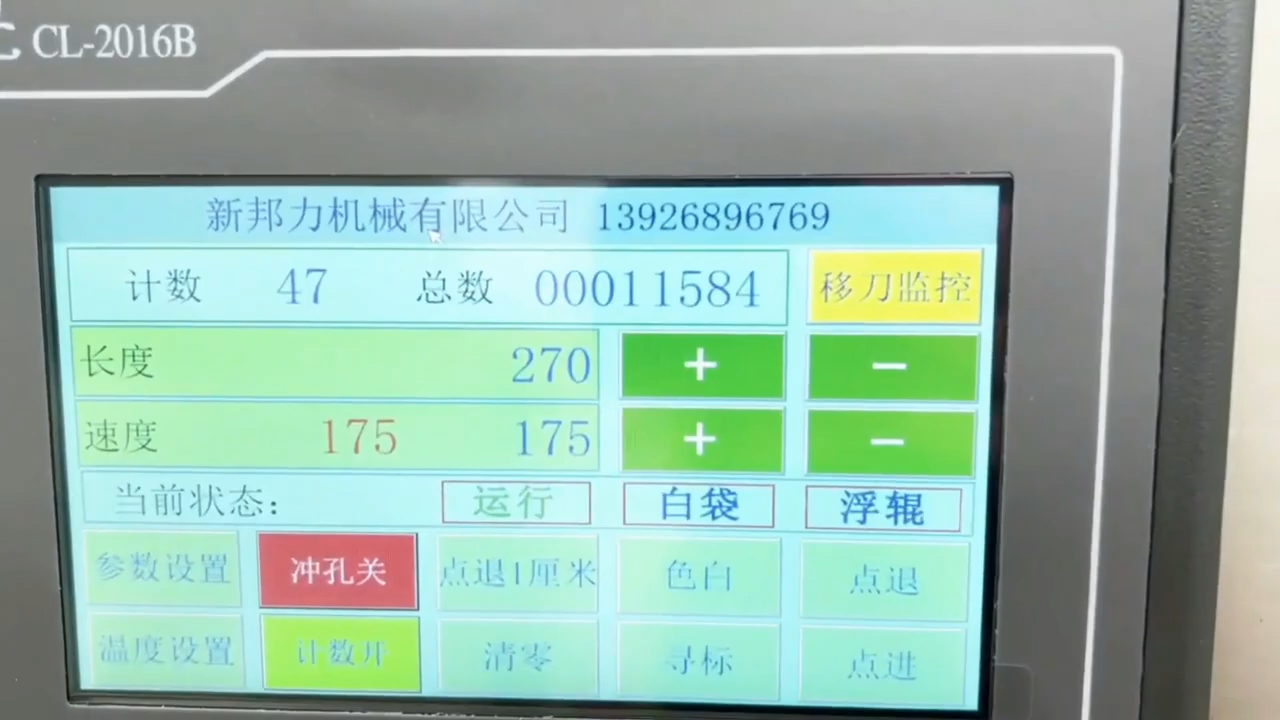 CL-2016B
新邦力机械有限公司 13926896769
计数 47 总数 00011584 移刀监控
长度 270 + −
速度 175 175 + −
当前状态: 运行 白袋 浮辊
参数设置 冲孔关 点退1厘米 色白 点退
温度设置 计数开 清零 寻标 点进